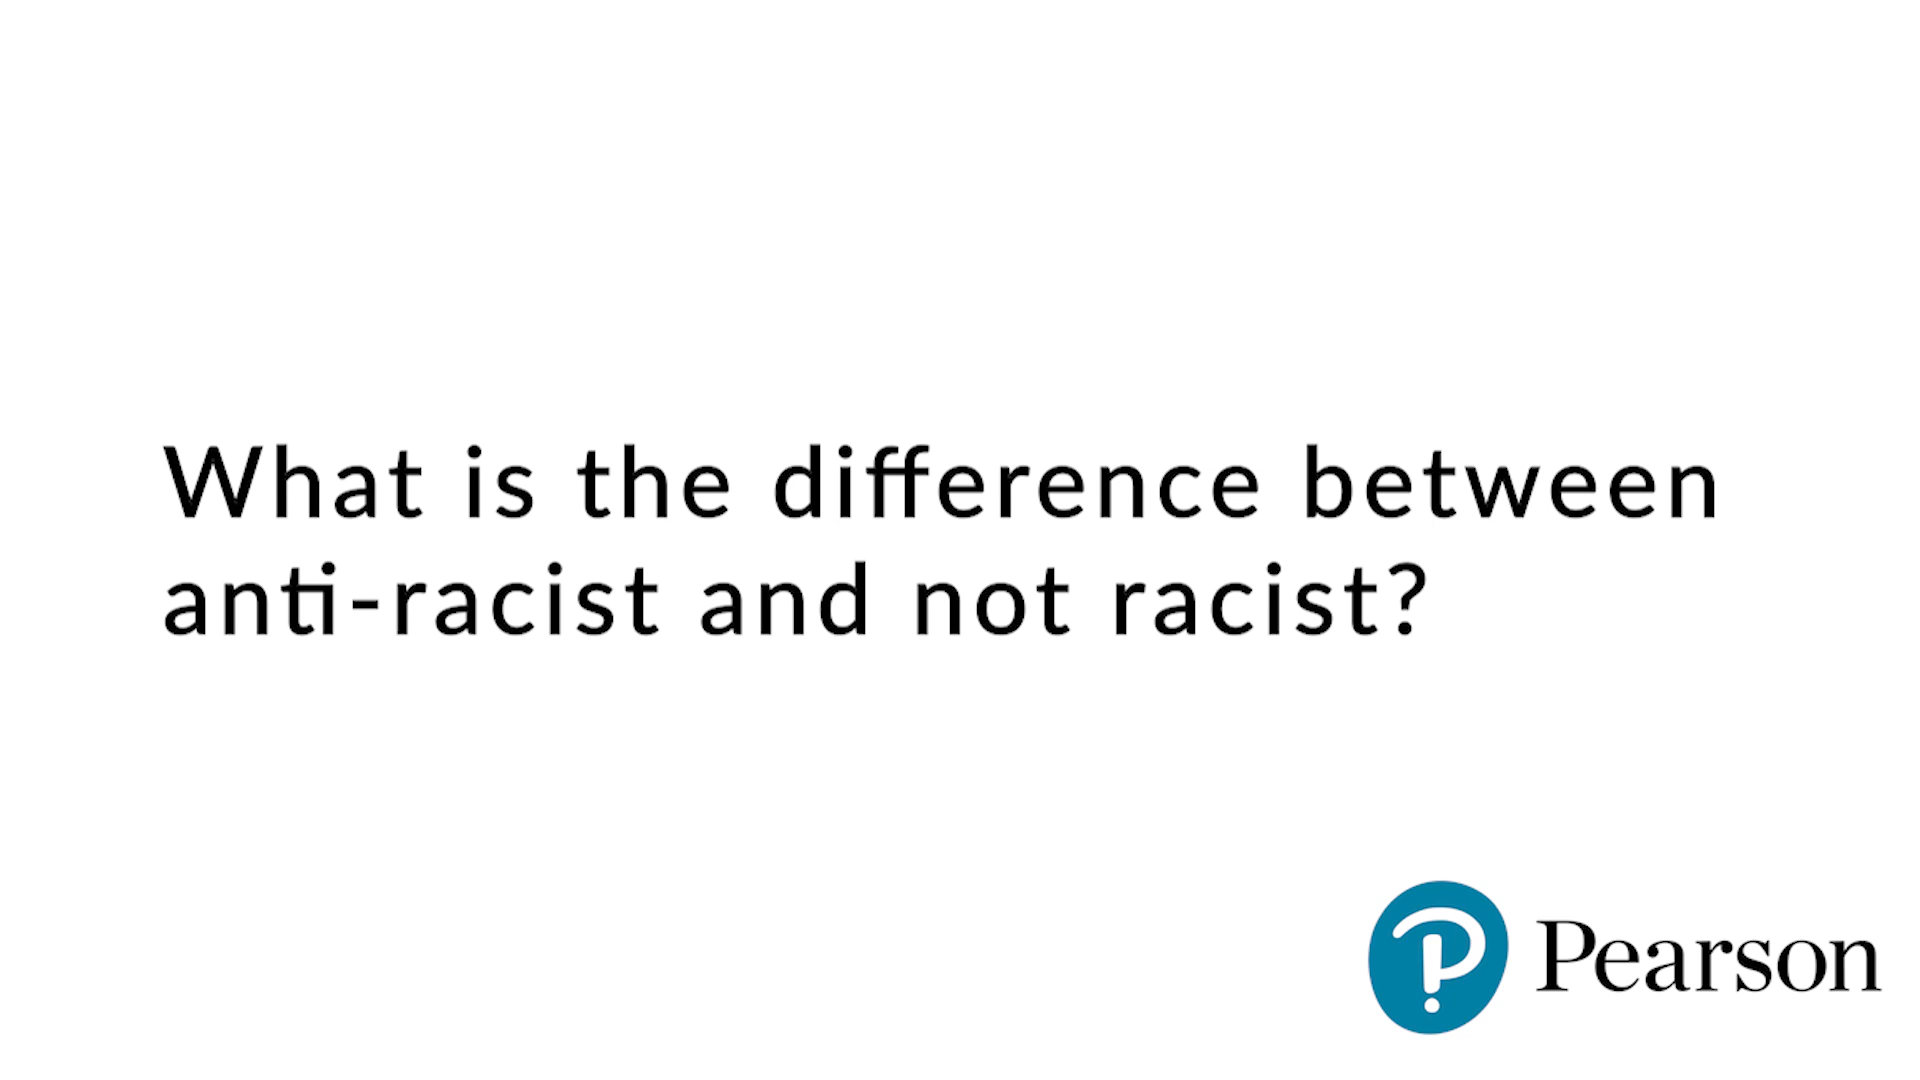 What is the difference between
anti-racist and not racist?
Pearson